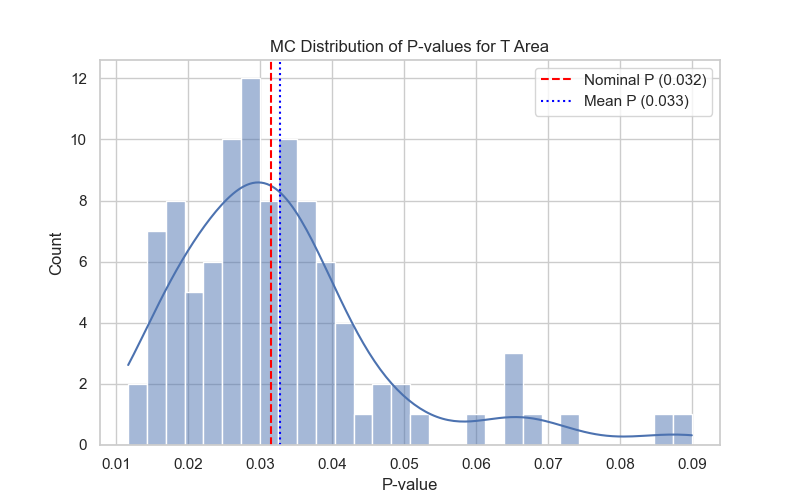 MC Distribution of P-values for T Area
Nominal P (0.032)
Mean P (0.033)
12
10
8
6
4
2
0
Count
0.01 0.02 0.03 0.04 0.05 0.06 0.07 0.08 0.09
P-value